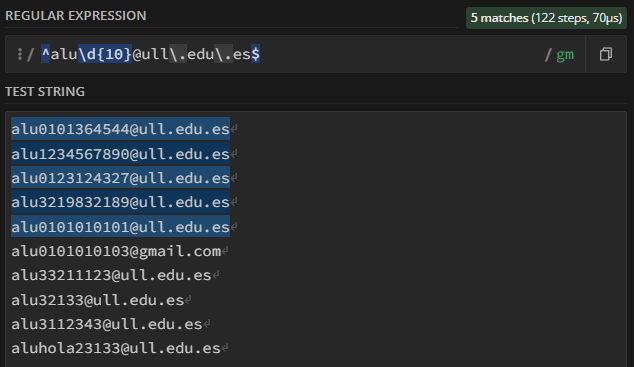 REGULAR EXPRESSION
5 matches (122 steps, 70μs)
/ ^alu\d{10}@ull\.edu\.es$ / gm
TEST STRING
alu0101364544@ull.edu.es
alu1234567890@ull.edu.es
alu0123124327@ull.edu.es
alu3219832189@ull.edu.es
alu0101010101@ull.edu.es
alu0101010103@gmail.com
alu33211123@ull.edu.es
alu32133@ull.edu.es
alu3112343@ull.edu.es
aluhola23133@ull.edu.es